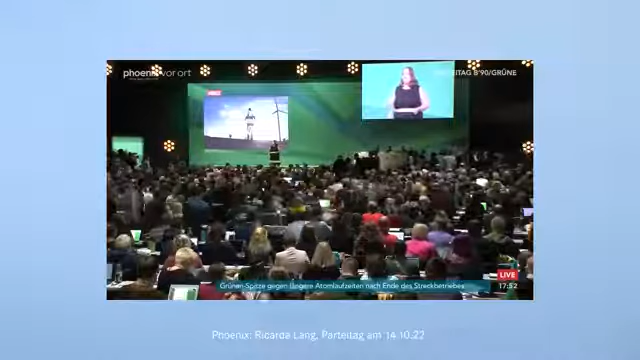 phoenix vor ort
B'90/GRÜNE
LIVE
Grünen-Spitze gegen längere Atomlaufzeiten nach Ende des Streckbetriebes
17:52
Phoenix: Ricarda Lang, Parteitag am 14.10.22